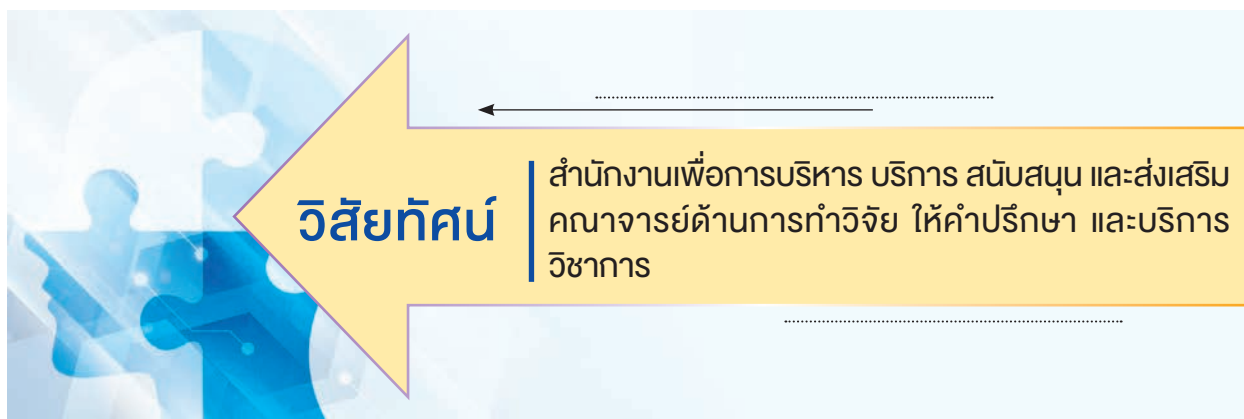 วิสัยทัศน์
สำนักงานเพื่อการบริหาร บริการ สนับสนุน และส่งเสริม
คณาจารย์ด้านการทำวิจัย ให้คำปรึกษา และบริการ
วิชาการ